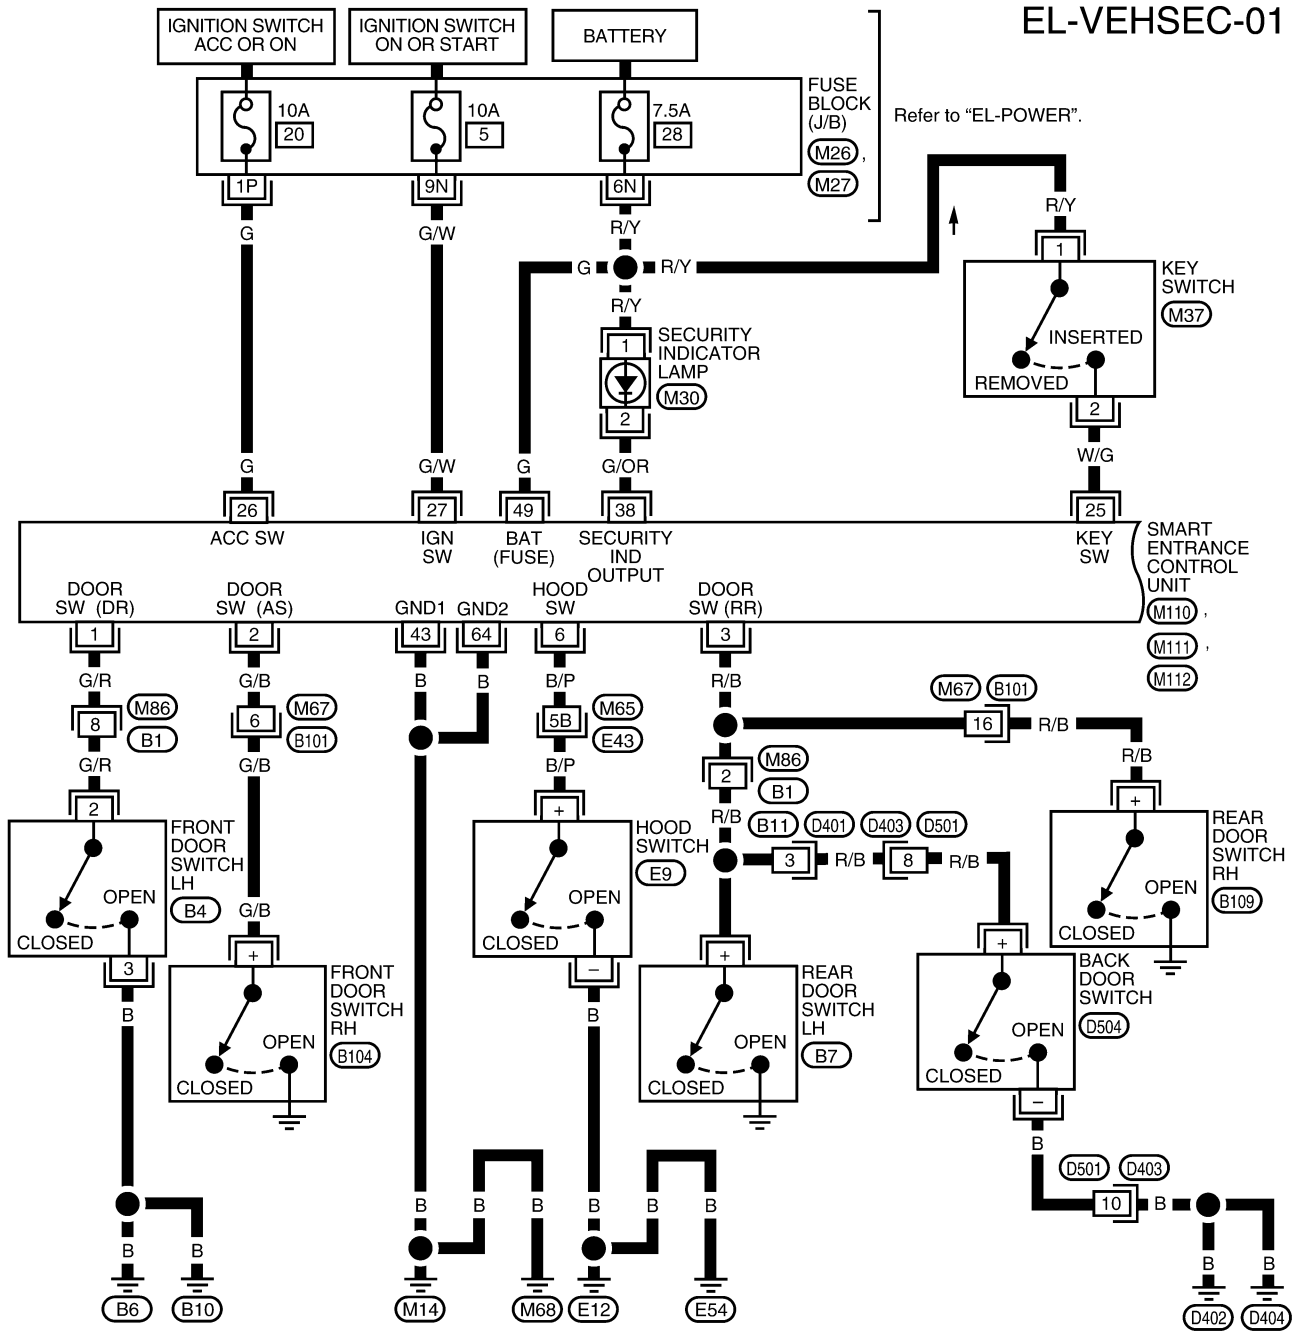 EL-VEHSEC-01
IGNITION SWITCH
ACC OR ON
IGNITION SWITCH
ON OR START
BATTERY
10A
20
10A
5
7.5A
28
FUSE
BLOCK
(J/B)
M26 ,
M27
Refer to “EL-POWER”.
1P
9N
6N
G
G/W
R/Y
R/Y
G
R/Y
R/Y
1
KEY
SWITCH
M37
INSERTED
REMOVED
2
W/G
1
SECURITY
INDICATOR
LAMP
M30
2
G
G/W
G
G/OR
26
27
49
38
25
ACC SW
IGN
SW
BAT
(FUSE)
SECURITY
IND
OUTPUT
KEY
SW
SMART
ENTRANCE
CONTROL
UNIT
M110 ,
M111 ,
M112
DOOR
SW (DR)
DOOR
SW (AS)
GND1
GND2
HOOD
SW
DOOR
SW (RR)
1
2
43
64
6
3
G/R
G/B
B
B
B/P
R/B
8
M86
B1
6
M67
B101
5B
M65
E43
M67
B101
16
R/B
G/R
G/B
B/P
2
M86
B1
R/B
R/B
2
FRONT
DOOR
SWITCH
LH
B4
OPEN
CLOSED
3
+
HOOD
SWITCH
E9
OPEN
CLOSED
–
B11
D401
D403
D501
3
R/B
8
R/B
+
REAR
DOOR
SWITCH
RH
B109
OPEN
CLOSED
G/B
+
FRONT
DOOR
SWITCH
RH
B104
OPEN
CLOSED
+
REAR
DOOR
SWITCH
LH
B7
OPEN
CLOSED
+
BACK
DOOR
SWITCH
D504
OPEN
CLOSED
–
B
B
B
D501
D403
10
B
B
B
B
B
B
B
B
B
B
B
B6
B10
M14
M68
E12
E54
D402
D404